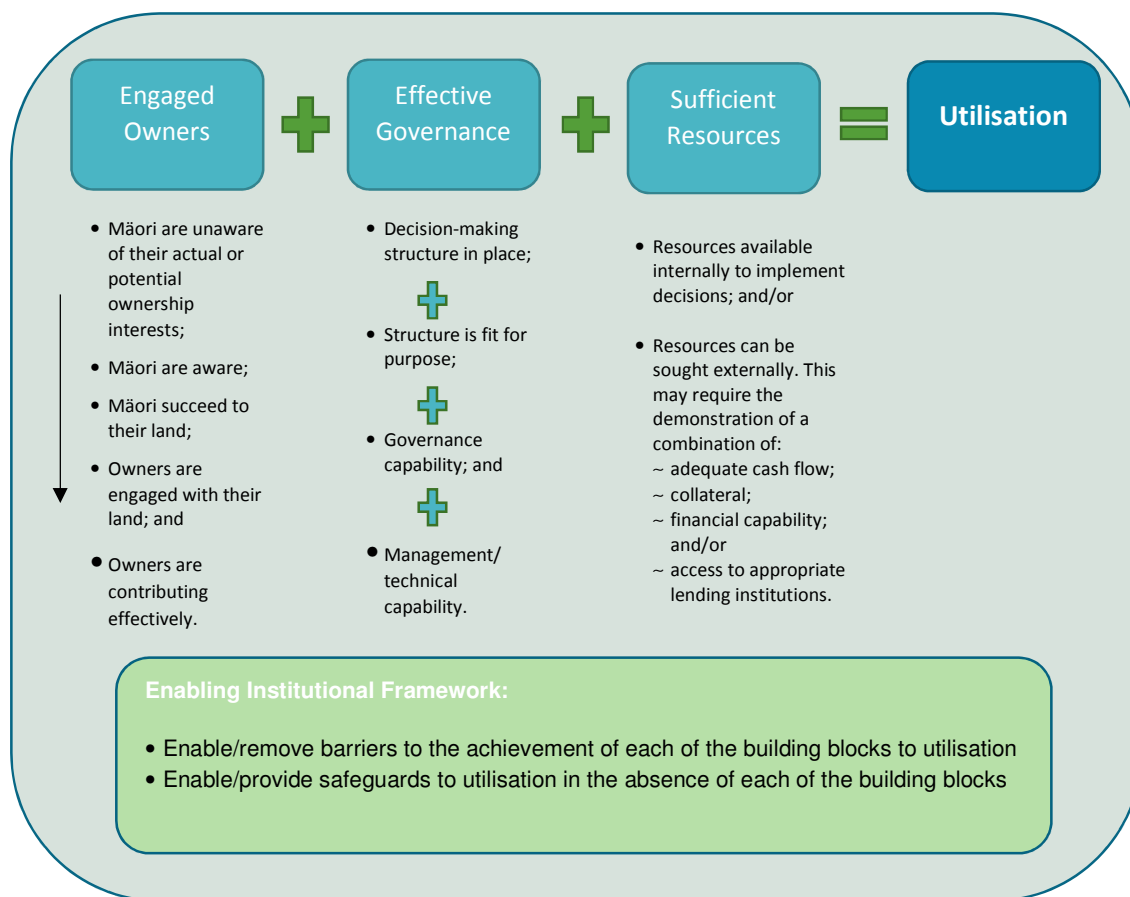 Engaged
Owners
Effective
Governance
Sufficient
Resources
Utilisation
• Mäori are unaware
of their actual or
potential
ownership
interests;
• Mäori are aware;
• Mäori succeed to
their land;
• Owners are
engaged with their
land; and
• Owners are
contributing
effectively.
• Decision-making
structure in place;
• Structure is fit for
purpose;
• Governance
capability; and
• Management/
technical
capability.
• Resources available
internally to implement
decisions; and/or
• Resources can be
sought externally. This
may require the
demonstration of a
combination of:
~ adequate cash flow;
~ collateral;
~ financial capability;
and/or
~ access to appropriate
lending institutions.
Enabling Institutional Framework:
• Enable/remove barriers to the achievement of each of the building blocks to utilisation
• Enable/provide safeguards to utilisation in the absence of each of the building blocks